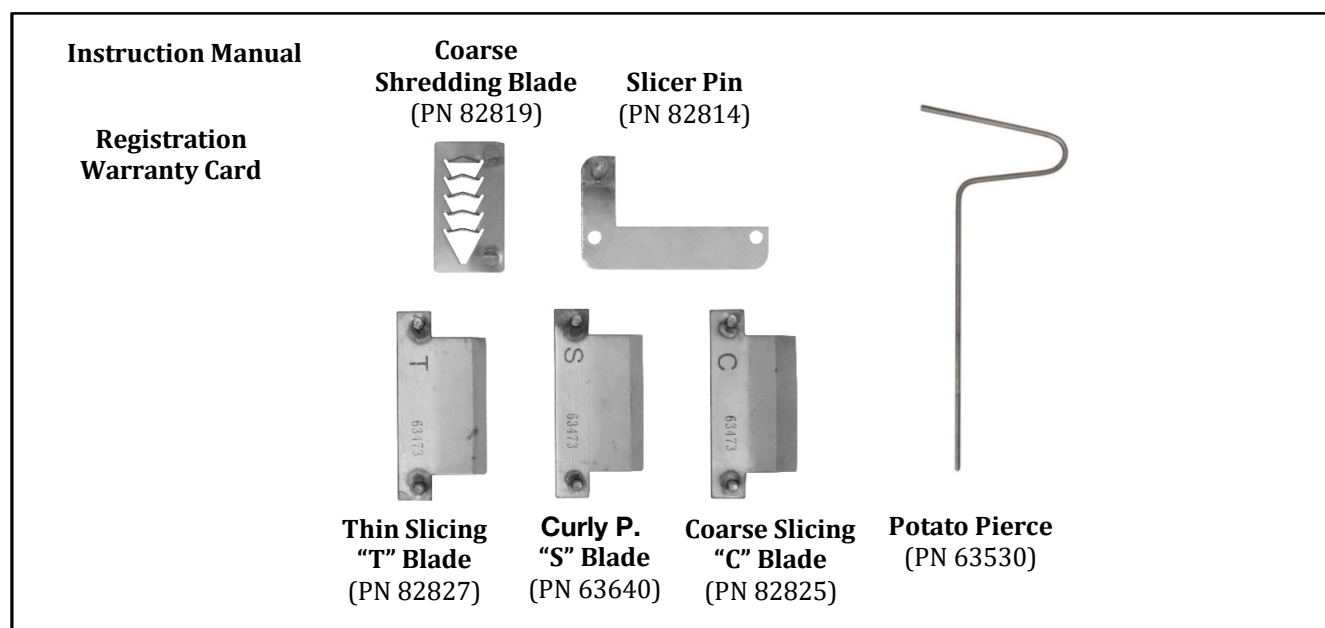 Instruction Manual
Registration
Warranty Card
Coarse
Shredding Blade
(PN 82819)
Slicer Pin
(PN 82814)
T
63473
S
63473
C
63473
Thin Slicing
“T” Blade
(PN 82827)
Curly P.
“S” Blade
(PN 63640)
Coarse Slicing
“C” Blade
(PN 82825)
Potato Pierce
(PN 63530)